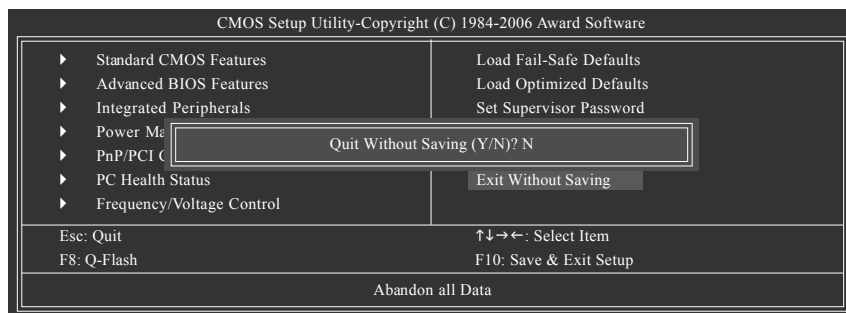 CMOS Setup Utility-Copyright (C) 1984-2006 Award Software
Standard CMOS Features
Advanced BIOS Features
Integrated Peripherals
Power Ma
PnP/PCI
PC Health Status
Frequency/Voltage Control
Load Fail-Safe Defaults
Load Optimized Defaults
Set Supervisor Password
Exit Without Saving
Quit Without Saving (Y/N)? N
Esc: Quit
↑↓→←: Select Item
F8: Q-Flash
F10: Save & Exit Setup
Abandon all Data